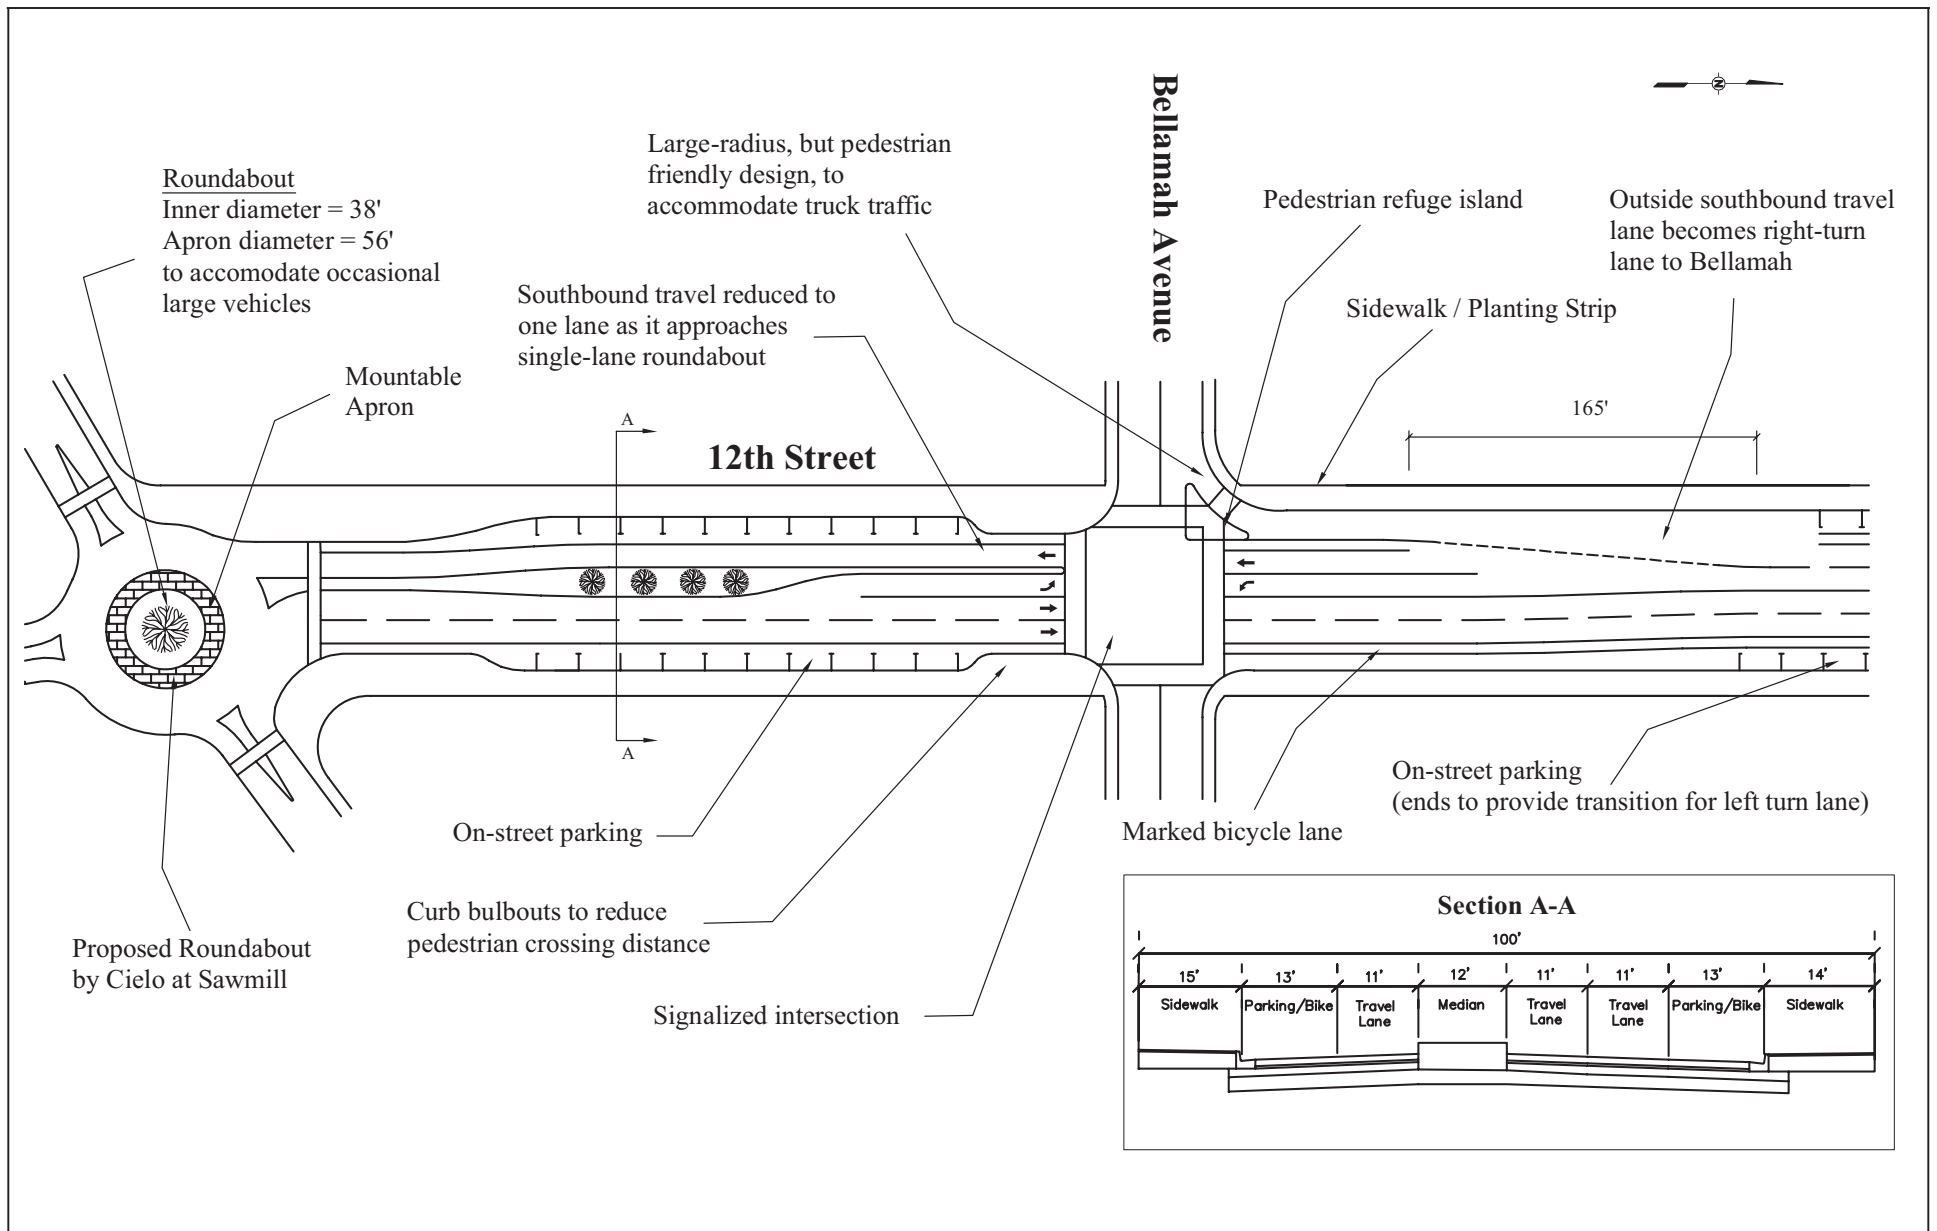 Bellamah Avenue
N
Large-radius, but pedestrian
friendly design, to
accommodate truck traffic
Roundabout
Inner diameter = 38'
Apron diameter = 56'
to accomodate occasional
large vehicles
Pedestrian refuge island
Outside southbound travel
lane becomes right-turn
lane to Bellamah
Southbound travel reduced to
one lane as it approaches
single-lane roundabout
Sidewalk / Planting Strip
Mountable
Apron
165'
A
12th Street
A
On-street parking
(ends to provide transition for left turn lane)
On-street parking
Marked bicycle lane
Curb bulbouts to reduce
pedestrian crossing distance
Proposed Roundabout
by Cielo at Sawmill
Signalized intersection
Section A-A
100'
15' 13' 11' 12' 11' 11' 13' 14'
Sidewalk Parking/Bike Travel Lane Median Travel Lane Travel Lane Parking/Bike Sidewalk